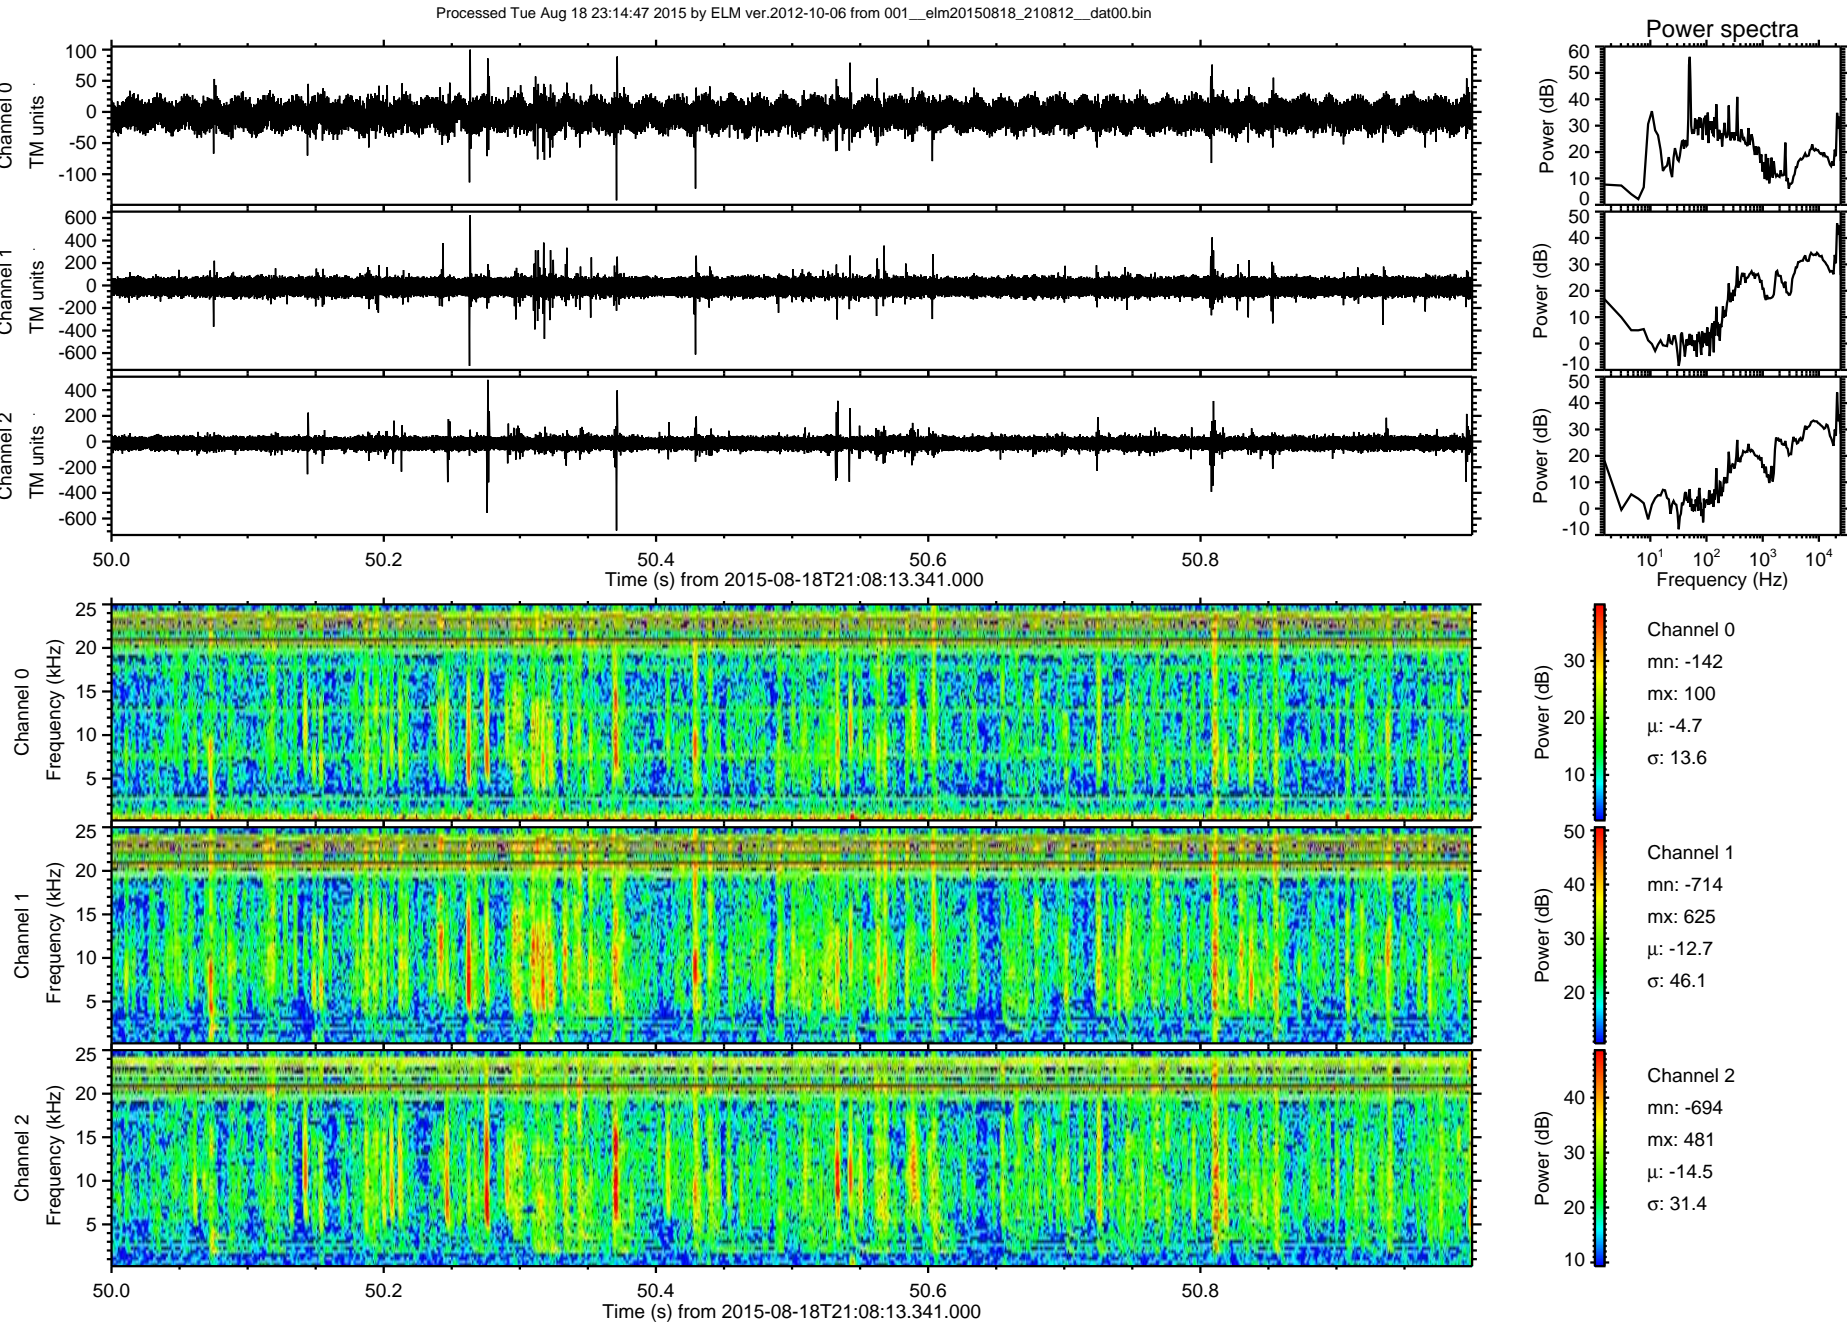 Processed Tue Aug 18 23:14:47 2015 by ELM ver.2012-10-06 from 001__elm20150818_210812__dat00.bin
Power spectra
Channel 0
TM units
100
50
0
-50
-100
Power (dB)
60
50
40
30
20
10
0
Channel 1
TM units
600
400
200
0
-200
-400
-600
Power (dB)
50
40
30
20
10
0
-10
Channel 2
TM units
400
200
0
-200
-400
-600
Power (dB)
50
40
30
20
10
0
-10
50.0 50.2 50.4 50.6 50.8
Time (s) from 2015-08-18T21:08:13.341.000
10^1 10^2 10^3 10^4
Frequency (Hz)
Channel 0
Frequency (kHz)
25
20
15
10
5
Power (dB)
30
20
10
Channel 0
mn: -142
mx: 100
μ: -4.7
σ: 13.6
Channel 1
Frequency (kHz)
25
20
15
10
5
Power (dB)
50
40
30
20
Channel 1
mn: -714
mx: 625
μ: -12.7
σ: 46.1
Channel 2
Frequency (kHz)
25
20
15
10
5
Power (dB)
40
30
20
10
Channel 2
mn: -694
mx: 481
μ: -14.5
σ: 31.4
50.0 50.2 50.4 50.6 50.8
Time (s) from 2015-08-18T21:08:13.341.000